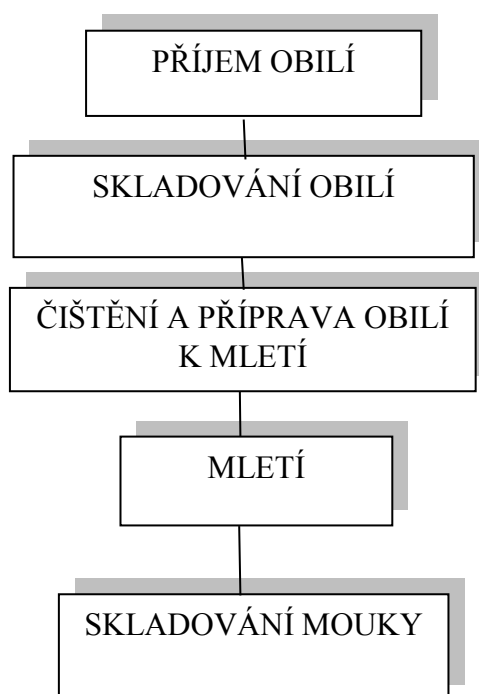 PŘÍJEM OBILÍ
SKLADOVÁNÍ OBILÍ
ČIŠTĚNÍ A PŘÍPRAVA OBILÍ
K MLETÍ
MLETÍ
SKLADOVÁNÍ MOUKY